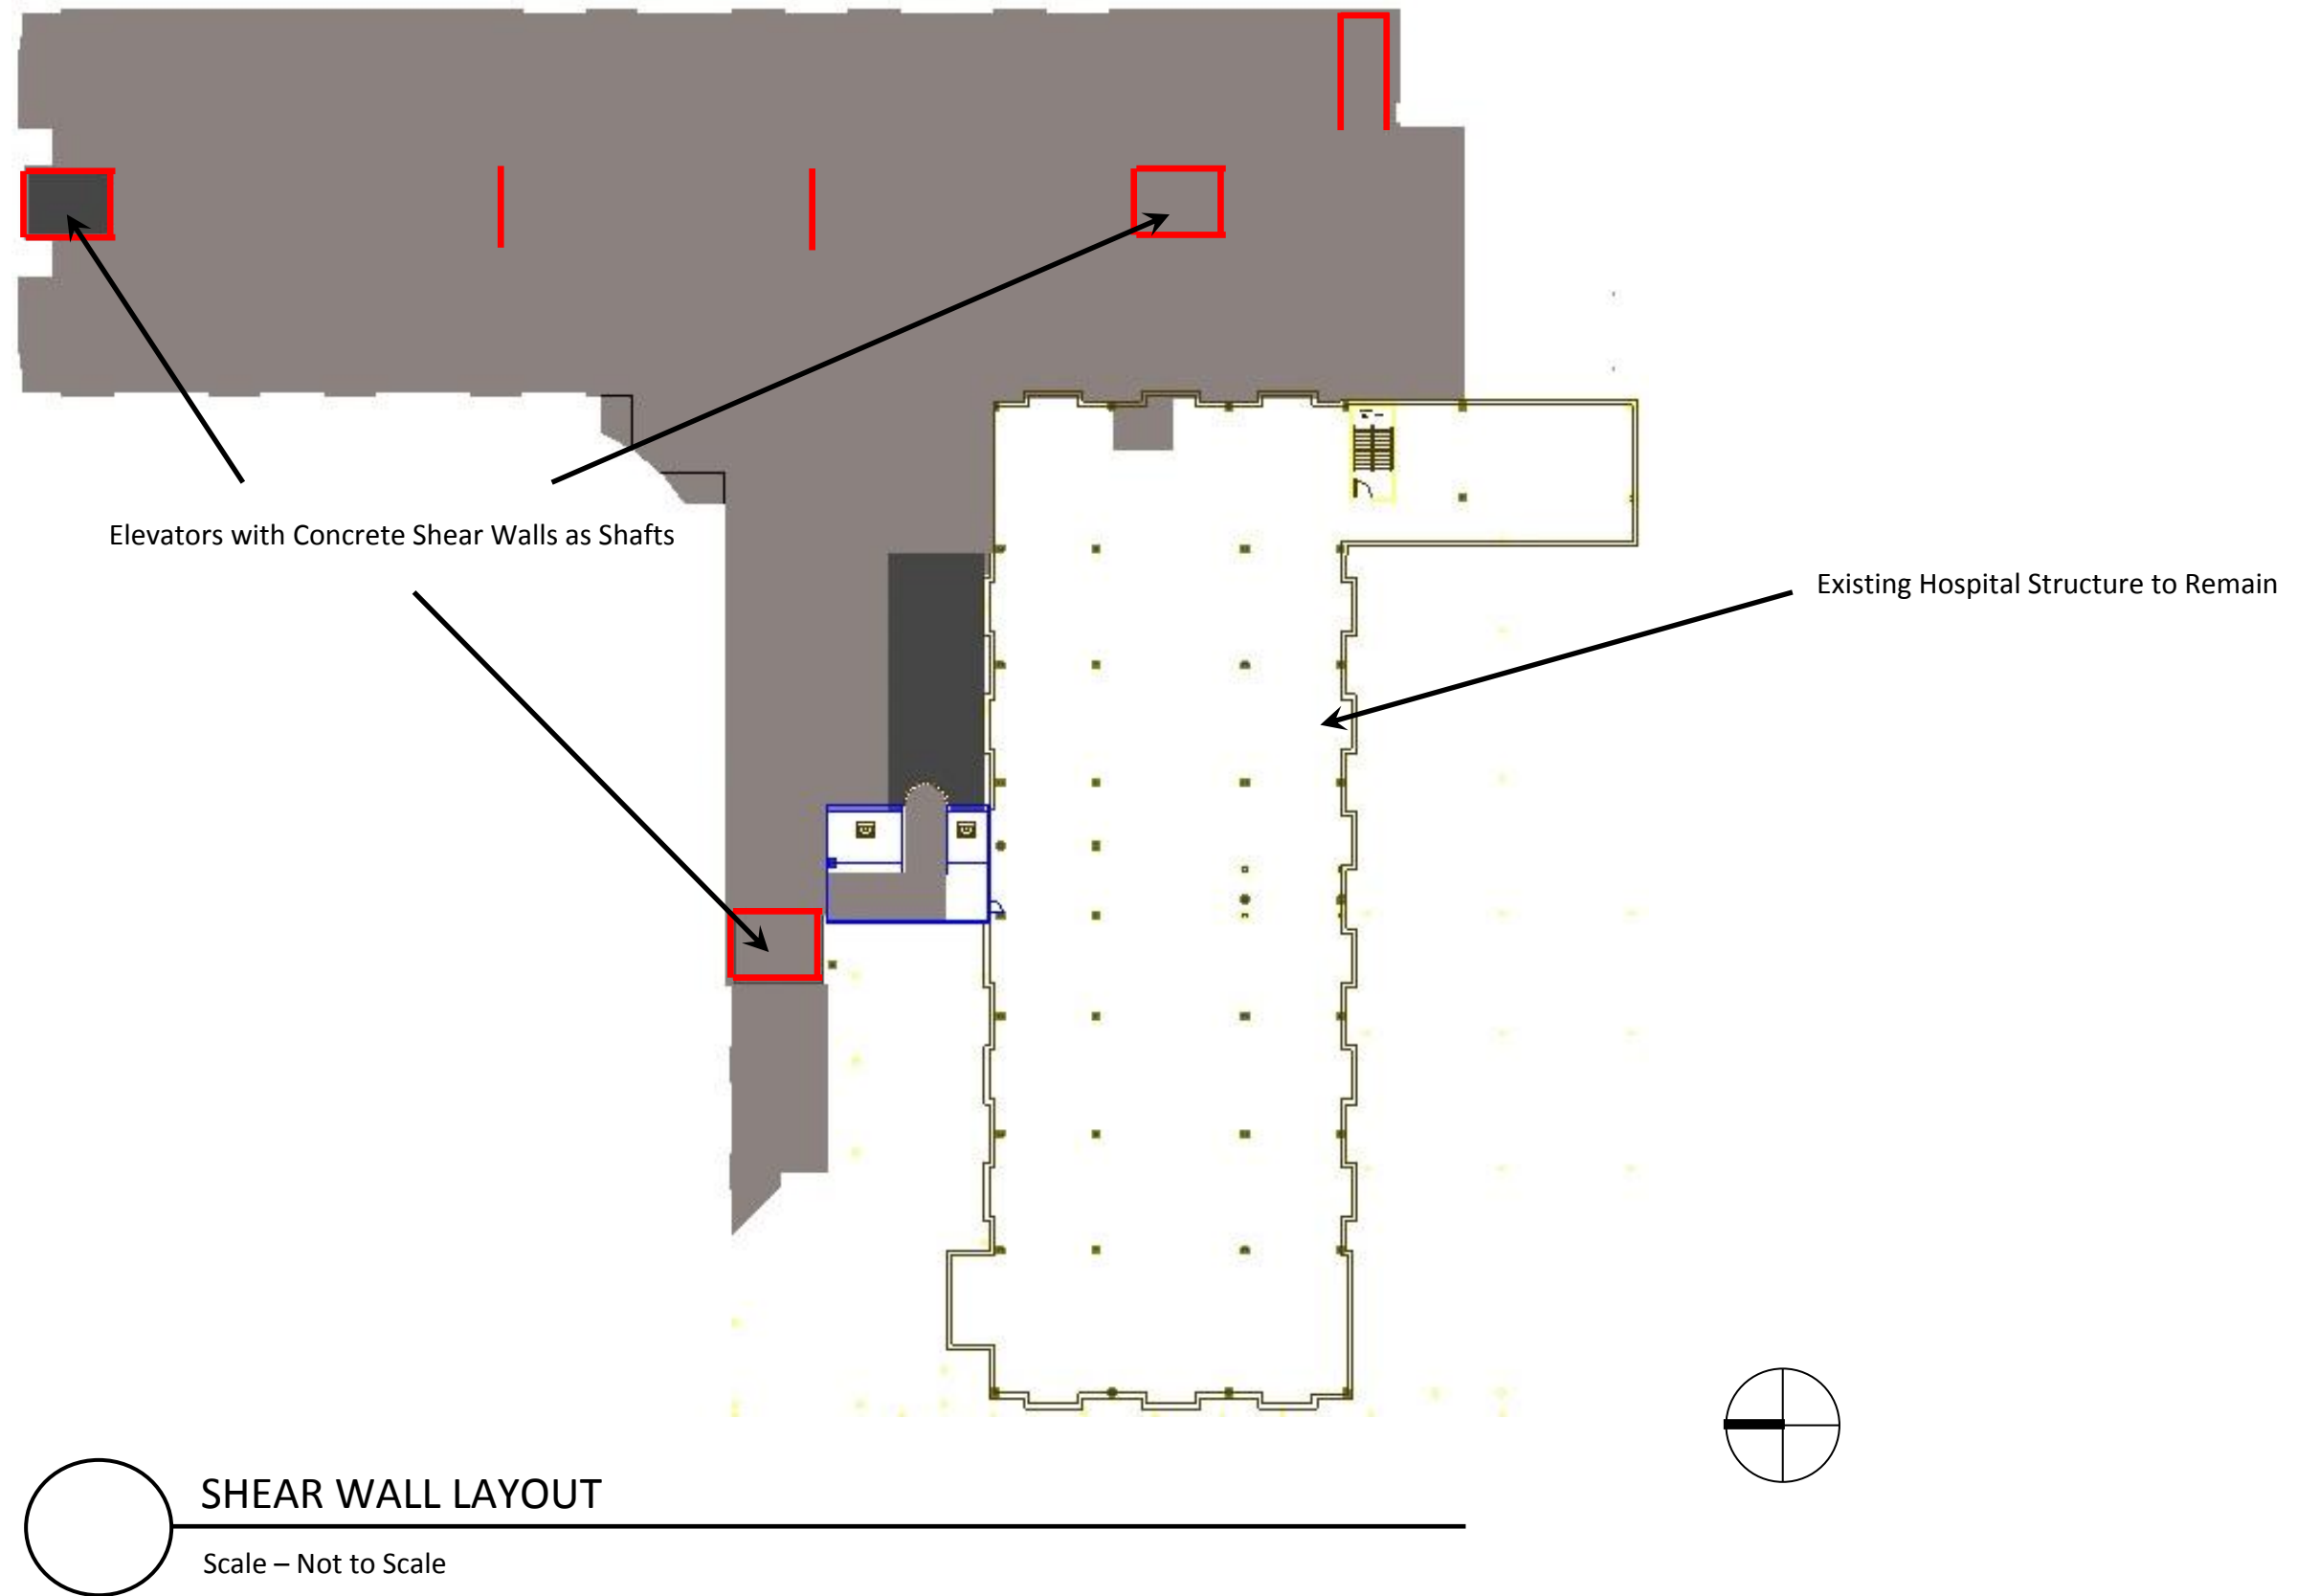 Elevators with Concrete Shear Walls as Shafts
Existing Hospital Structure to Remain
SHEAR WALL LAYOUT
Scale – Not to Scale